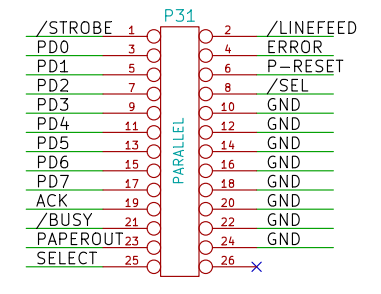 P31
/STROBE 1 2 /LINEFEED
PD0 3 4 ERROR
PD1 5 6 P-RESET
PD2 7 8 /SEL
PD3 9 10 GND
PD4 11 12 GND
PD5 13 14 GND
PD6 15 16 GND
PD7 17 18 GND
ACK 19 20 GND
/BUSY 21 22 GND
PAPEROUT 23 24 GND
SELECT 25 26
PARALLEL